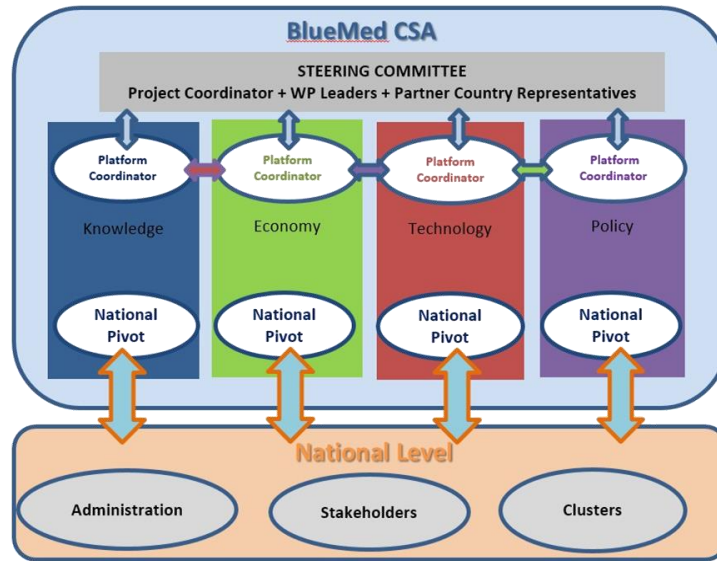 BlueMed CSA
STEERING COMMITTEE
Project Coordinator + WP Leaders + Partner Country Representatives
Platform
Coordinator
Platform
Coordinator
Platform
Coordinator
Platform
Coordinator
Knowledge
Economy
Technology
Policy
National
Pivot
National
Pivot
National
Pivot
National
Pivot
National Level
Administration
Stakeholders
Clusters